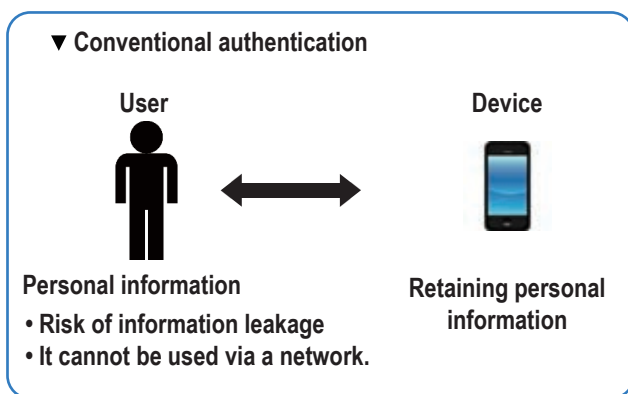 ▼ Conventional authentication
User
Device
Personal information
• Risk of information leakage
• It cannot be used via a network.
Retaining personal
information